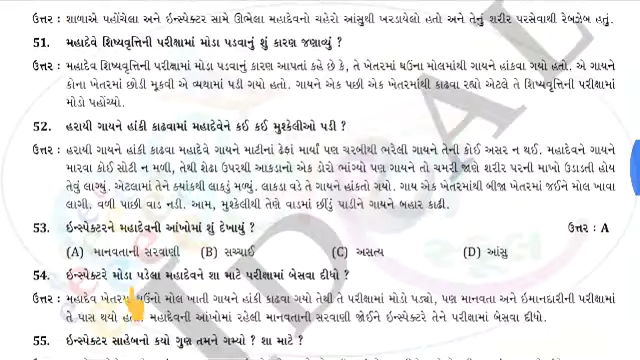 ઉત્તર : શાળાએ પહોંચેલા અને ઇન્સ્પેક્ટર સામે ઊભેલા મહાદેવનો ચહેરો આંસુથી ખરડાયેલો હતો અને તેનું શરીર પરસેવાથી રેબઝેબ હતું.
51. મહાદેવે શિષ્યવૃત્તિની પરીક્ષામાં મોડા પડવાનું શું કારણ જણાવ્યું ?
ઉત્તર : મહાદેવ શિષ્યવૃત્તિની પરીક્ષામાં મોડા પડવાનું કારણ આપતાં કહે છે કે, તે ખેતરમાં ઘઉંના મોલમાંથી ગાયને હાંકવા ગયો હતો. એ ગાયને
કોના ખેતરમાં છોડી મૂકવી એ વ્યથામાં પડી ગયો હતો. ગાયને એક પછી એક ખેતરમાંથી કાઢવા રહ્યો એટલે તે શિષ્યવૃત્તિની પરીક્ષામાં
મોડો પહોંચ્યો.
52. હરાયી ગાયને હાંકી કાઢવામાં મહાદેવને કઈ કઈ મુશ્કેલીઓ પડી ?
ઉત્તર : હરાયી ગાયને હાંકી કાઢવા મહાદેવે ગાયને માટીનાં ઢેફાં માર્યાં પણ ચરબીથી ભરેલી ગાયને તેની કોઈ અસર ન થઈ. મહાદેવને ગાયને
મારવા કોઈ સોટી ન મળી, તેથી શેઢા ઉપરથી આકડાનો એક ડોરો ભાંગ્યો પણ ગાયને તો ચમરી જાણે શરીર પરની માખો ઉડાડતી હોય
તેવું લાગ્યું. એટલામાં તેને ક્યાંકથી લાકડું મળ્યું. લાકડા વડે તે ગાયને હાંકતો ગયો. ગાય એક ખેતરમાંથી બીજા ખેતરમાં જઈને મોલ ખાવા
લાગી. વળી પાછી વાડ નડી. આમ, મુશ્કેલીથી તેણે વાડમાં છીંડું પાડીને ગાયને બહાર કાઢી.
53. ઇન્સ્પેક્ટરને મહાદેવની આંખોમાં શું દેખાયું ? ઉત્તર : A
(A) માનવતાની સરવાણી (B) સચ્ચાઈ (C) અસત્ય (D) આંસુ
54. ઇન્સ્પેક્ટરે મોડા પડેલા મહાદેવને શા માટે પરીક્ષામાં બેસવા દીધો ?
ઉત્તર : મહાદેવ ખેતરમાં ઘઉંનો મોલ ખાતી ગાયને હાંકી કાઢવા ગયો તેથી તે પરીક્ષામાં મોડો પડ્યો, પણ માનવતા અને ઇમાનદારીની પરીક્ષામાં
તે પાસ થયો મહાદેવની આંખોમાં રહેલી માનવતાની સરવાણી જોઈને ઇન્સ્પેક્ટરે તેને પરીક્ષામાં બેસવા દીધો.
55. ઇન્સ્પેક્ટર સાહેબનો કયો ગુણ તમને ગમ્યો ? શા માટે ?